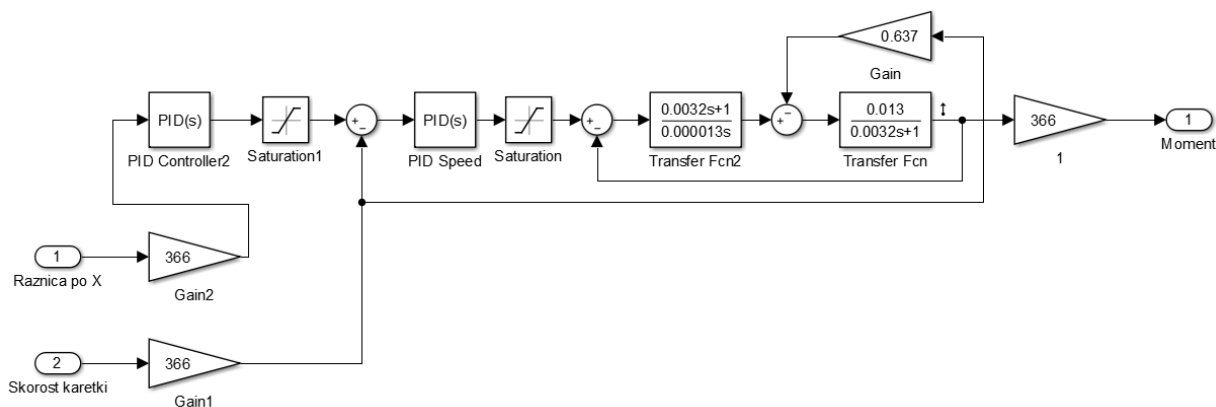 0.637
Gain
PID(s)
PID Controller2
Saturation1
+
−
PID(s)
PID Speed
Saturation
+
−
0.0032s+1
0.000013s
Transfer Fcn2
−
+
0.013
0.0032s+1
Transfer Fcn
366
1
1
Moment
1
Raznica po X
366
Gain2
2
Skorost karetki
366
Gain1